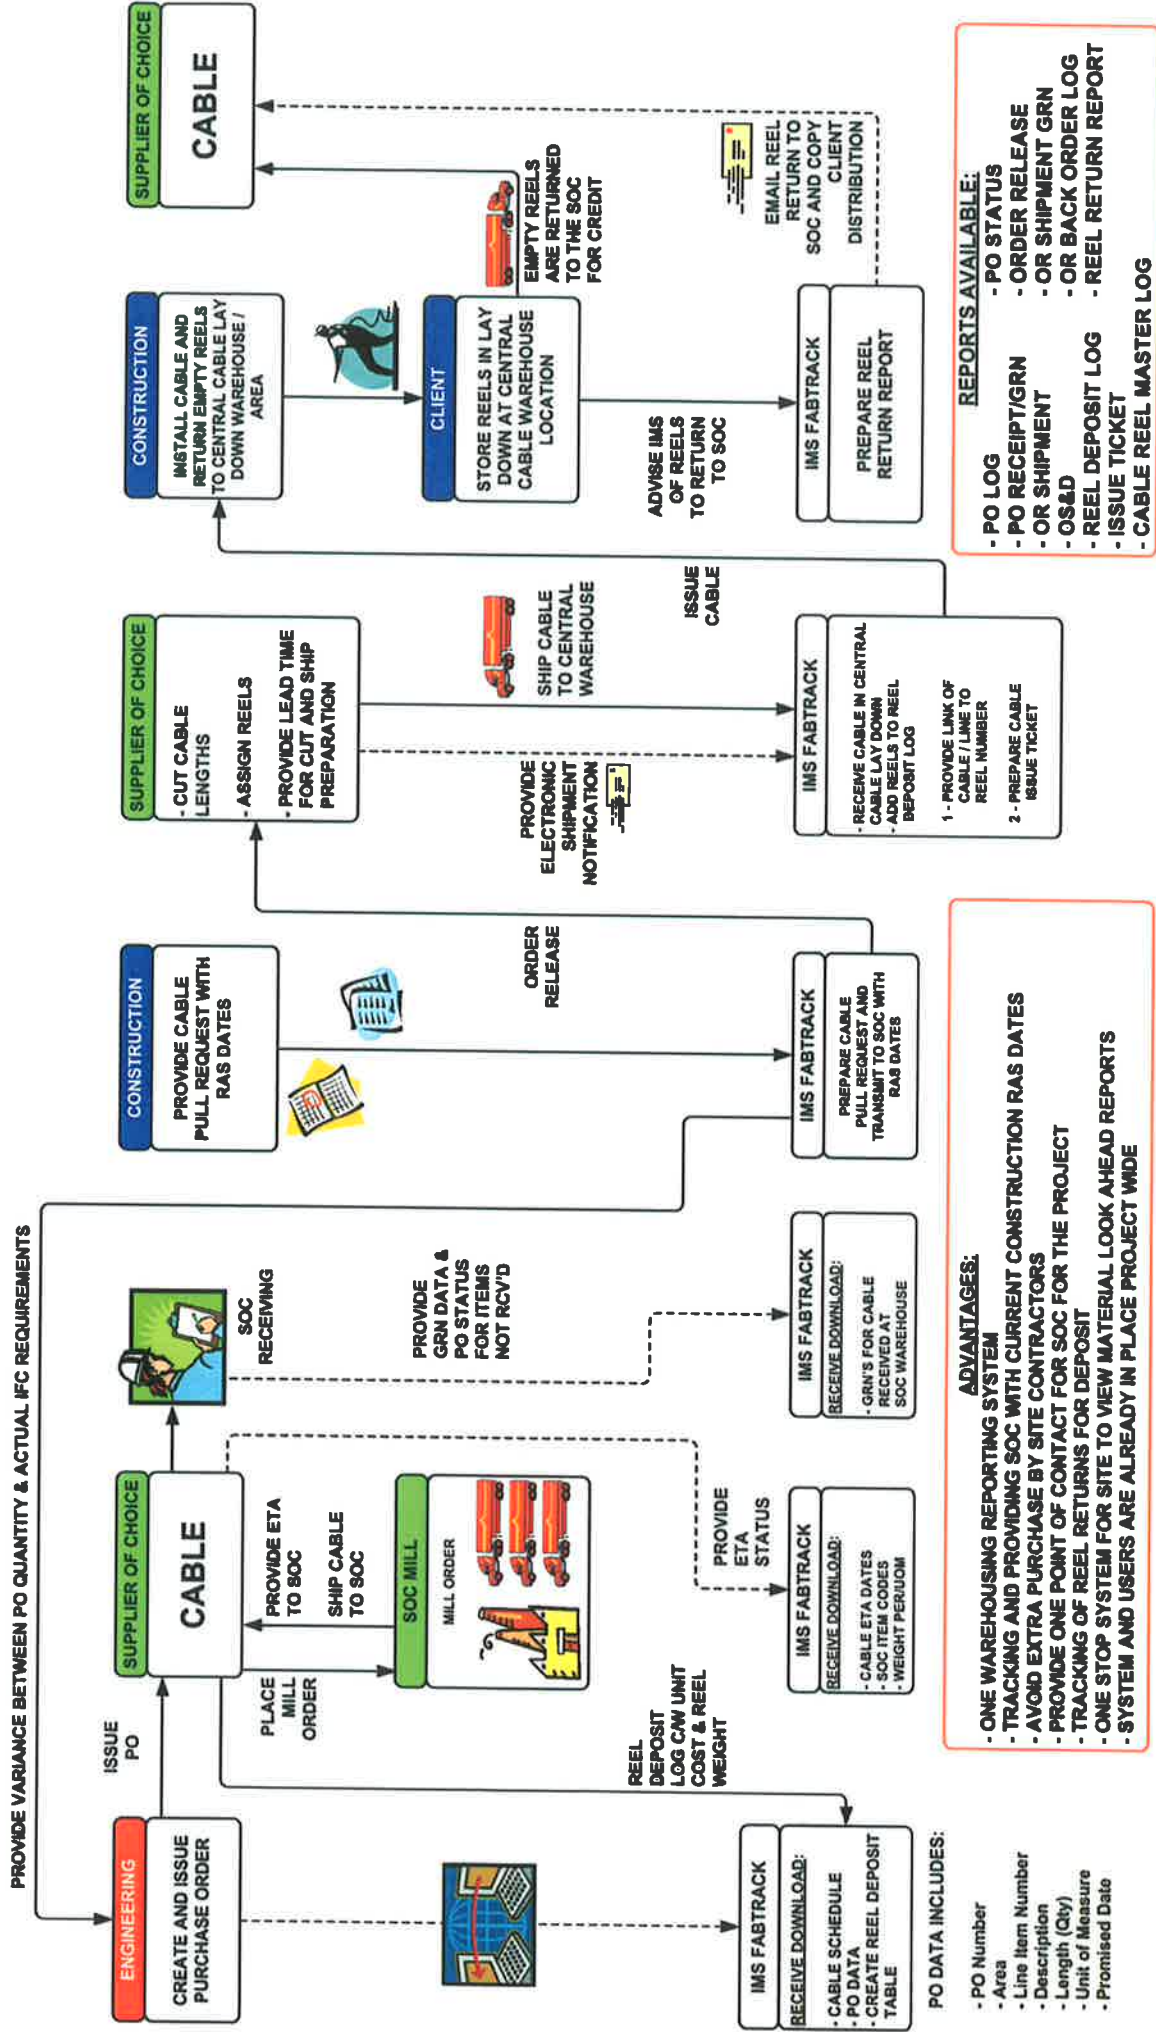 PROVIDE VARIANCE BETWEEN PO QUANTITY & ACTUAL IFC REQUIREMENTS
ENGINEERING
CREATE AND ISSUE
PURCHASE ORDER
ISSUE
PO
SUPPLIER OF CHOICE
CABLE
PLACE
MILL
ORDER
PROVIDE ETA
TO SOC
SHIP CABLE
TO SOC
SOC MILL
MILL ORDER
SOC
RECEIVING
PROVIDE
GRN DATA &
PO STATUS
FOR ITEMS
NOT RCV'D
REEL
DEPOSIT
LOG C/W UNIT
COST & REEL
WEIGHT
PROVIDE
ETA
STATUS
IMS FABTRACK
RECEIVE DOWNLOAD:
- CABLE SCHEDULE
- PO DATA
- CREATE REEL DEPOSIT
TABLE
PO DATA INCLUDES:
- PO Number
- Area
- Line Item Number
- Description
- Length (Qty)
- Unit of Measure
- Promised Date
IMS FABTRACK
RECEIVE DOWNLOAD:
- CABLE ETA DATES
- SOC ITEM CODES
- WEIGHT PER/UOM
IMS FABTRACK
RECEIVE DOWNLOAD:
- GRN'S FOR CABLE
RECEIVED AT
SOC WAREHOUSE
CONSTRUCTION
PROVIDE CABLE
PULL REQUEST WITH
RAS DATES
IMS FABTRACK
PREPARE CABLE
PULL REQUEST AND
TRANSMIT TO SOC WITH
RAS DATES
ORDER
RELEASE
SUPPLIER OF CHOICE
- CUT CABLE
LENGTHS
- ASSIGN REELS
- PROVIDE LEAD TIME
FOR CUT AND SHIP
PREPARATION
PROVIDE
ELECTRONIC
SHIPMENT
NOTIFICATION
SHIP CABLE
TO CENTRAL
WAREHOUSE
IMS FABTRACK
- RECEIVE CABLE IN CENTRAL
CABLE LAY DOWN
- ADD REELS TO REEL
DEPOSIT LOG
1 - PROVIDE LINK OF
CABLE / LINE TO
REEL NUMBER
2 - PREPARE CABLE
ISSUE TICKET
ISSUE
CABLE
CONSTRUCTION
INSTALL CABLE AND
RETURN EMPTY REELS
TO CENTRAL CABLE LAY
DOWN WAREHOUSE /
AREA
CLIENT
STORE REELS IN LAY
DOWN AT CENTRAL
CABLE WAREHOUSE
LOCATION
ADVISE IMS
OF REELS
TO RETURN
TO SOC
IMS FABTRACK
PREPARE REEL
RETURN REPORT
EMPTY REELS
ARE RETURNED
TO THE SOC
FOR CREDIT
EMAIL REEL
RETURN TO
SOC AND COPY
CLIENT
DISTRIBUTION
SUPPLIER OF CHOICE
CABLE
ADVANTAGES:
- ONE WAREHOUSING REPORTING SYSTEM
- TRACKING AND PROVIDING SOC WITH CURRENT CONSTRUCTION RAS DATES
- AVOID EXTRA PURCHASE BY SITE CONTRACTORS
- PROVIDE ONE POINT OF CONTACT FOR SOC FOR THE PROJECT
- TRACKING OF REEL RETURNS FOR DEPOSIT
- ONE STOP SYSTEM FOR SITE TO VIEW MATERIAL LOOK AHEAD REPORTS
- SYSTEM AND USERS ARE ALREADY IN PLACE PROJECT WIDE
REPORTS AVAILABLE:
- PO LOG - PO STATUS
- PO RECEIPT/GRN - ORDER RELEASE
- OR SHIPMENT - OR SHIPMENT GRN
- OS&D - OR BACK ORDER LOG
- REEL DEPOSIT LOG - REEL RETURN REPORT
- ISSUE TICKET
- CABLE REEL MASTER LOG